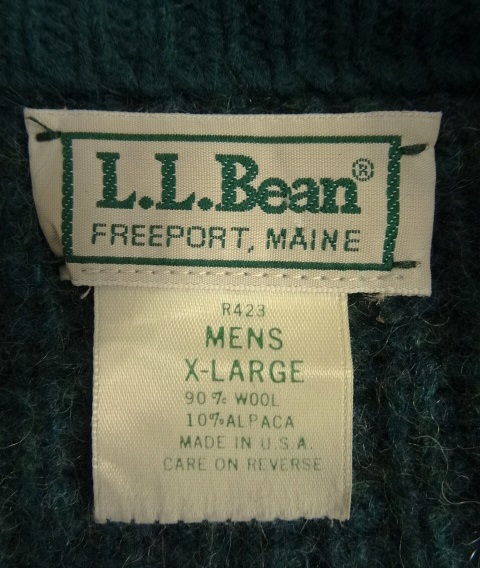 L.L.Bean®
FREEPORT, MAINE
R423
MENS
X-LARGE
90% WOOL
10% ALPACA
MADE IN U.S.A.
CARE ON REVERSE